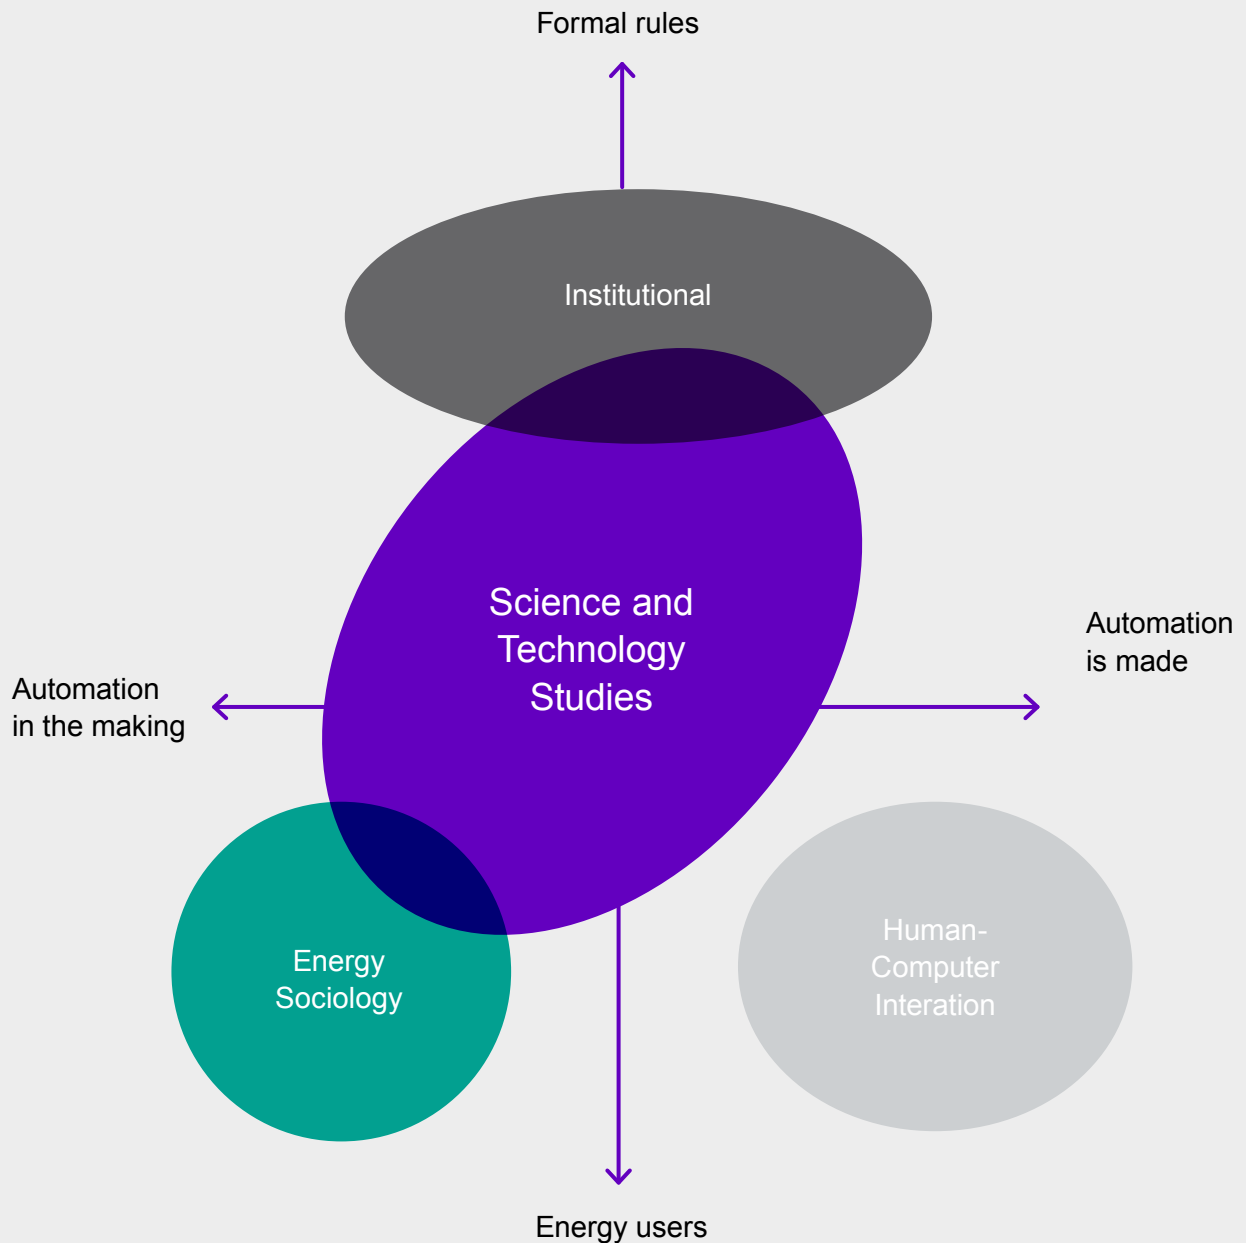 Formal rules
Institutional
Science and
Technology
Studies
Automation
is made
Automation
in the making
Energy
Sociology
Human-
Computer
Interation
Energy users